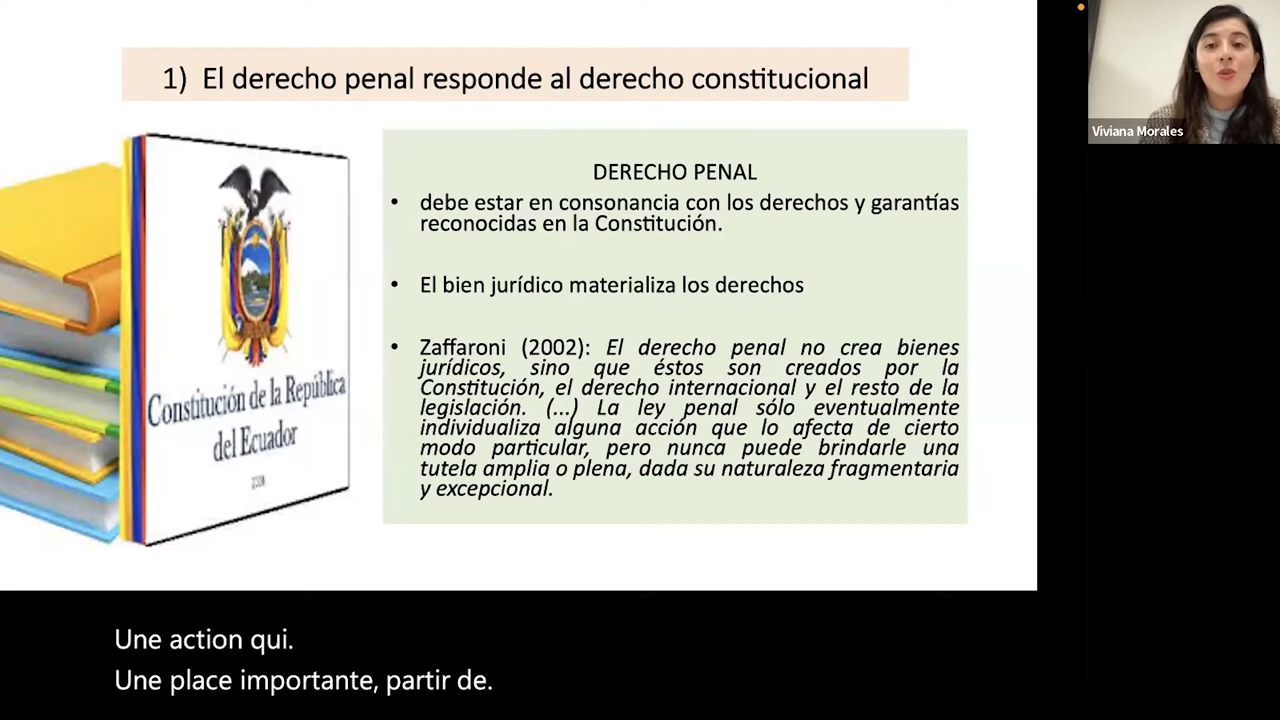 1) El derecho penal responde al derecho constitucional
Viviana Morales
Constitución de la República
del Ecuador
DERECHO PENAL
• debe estar en consonancia con los derechos y garantías
reconocidas en la Constitución.
• El bien jurídico materializa los derechos
• Zaffaroni (2002): El derecho penal no crea bienes
jurídicos, sino que éstos son creados por la
Constitución, el derecho internacional y el resto de la
legislación. (...) La ley penal sólo eventualmente
individualiza alguna acción que lo afecta de cierto
modo particular, pero nunca puede brindarle una
tutela amplia o plena, dada su naturaleza fragmentaria
y excepcional.
Une action qui.
Une place importante, partir de.